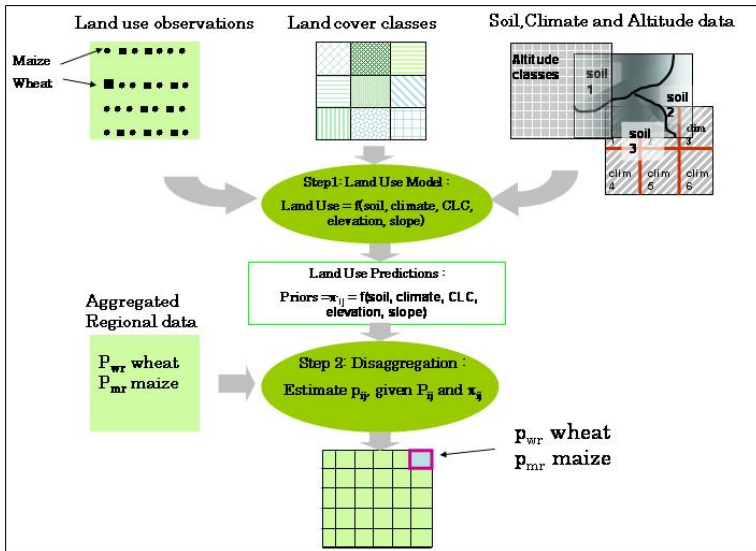 Land use observations
Land cover classes
Soil,Climate and Altitude data
Maize
Wheat
Altitude
classes
soil
1
soil
2
soil
3
clim
3
clim
4
clim
5
clim
6
Step1: Land Use Model :
Land Use = f(soil, climate, CLC,
elevation, slope)
Land Use Predictions :
Priors =π_ij = f(soil, climate, CLC,
elevation, slope)
Aggregated
Regional data
P_wr wheat
P_mr maize
Step 2: Disaggregation :
Estimate p_ij, given P_ij and π_ij
p_wr wheat
p_mr maize